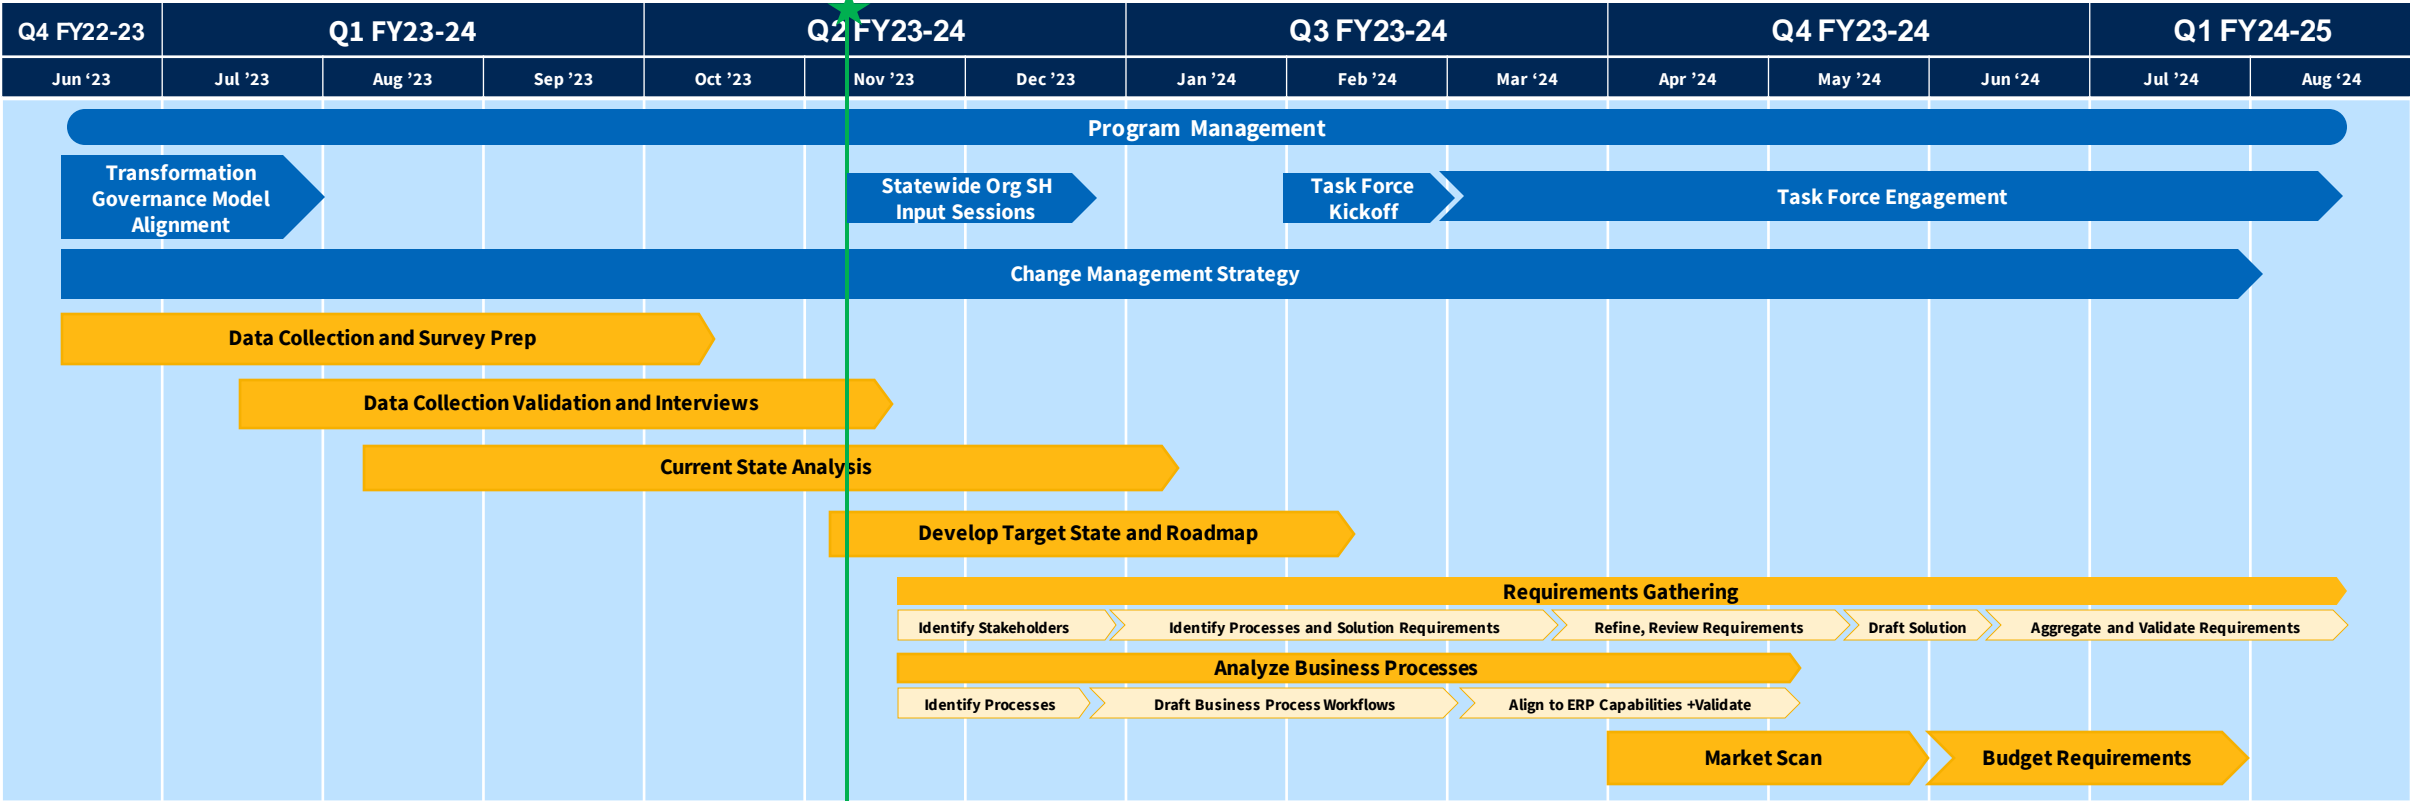 Q4 FY22-23
Q1 FY23-24
Q2 FY23-24
Q3 FY23-24
Q4 FY23-24
Q1 FY24-25
Jun ‘23
Jul ’23
Aug ’23
Sep ’23
Oct ’23
Nov ’23
Dec ’23
Jan ’24
Feb ’24
Mar ‘24
Apr ’24
May ’24
Jun ‘24
Jul ’24
Aug ‘24
Program Management
Transformation
Governance Model
Alignment
Statewide Org SH
Input Sessions
Task Force
Kickoff
Task Force Engagement
Change Management Strategy
Data Collection and Survey Prep
Data Collection Validation and Interviews
Current State Analysis
Develop Target State and Roadmap
Requirements Gathering
Identify Stakeholders
Identify Processes and Solution Requirements
Refine, Review Requirements
Draft Solution
Aggregate and Validate Requirements
Analyze Business Processes
Identify Processes
Draft Business Process Workflows
Align to ERP Capabilities +Validate
Market Scan
Budget Requirements